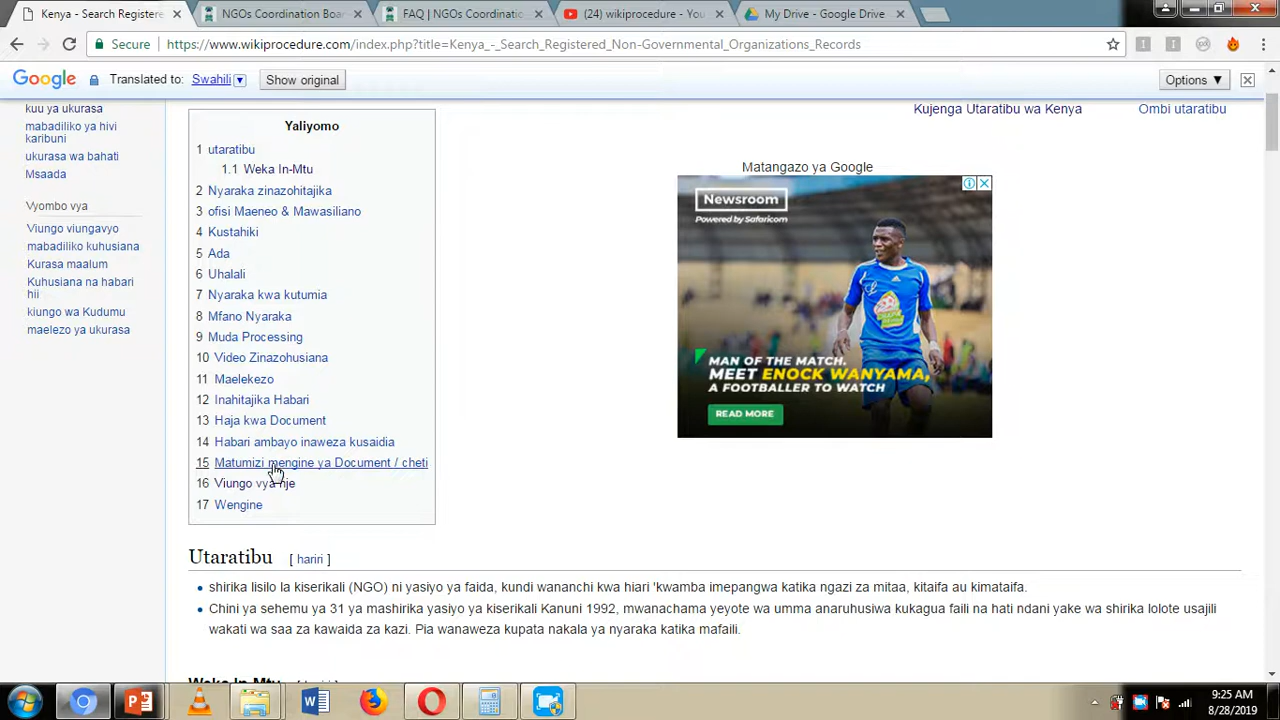 Kenya - Search Registere
NGOs Coordination Boar
FAQ | NGOs Coordinatio
(24) wikiprocedure - You
My Drive - Google Drive
Secure
https://www.wikiprocedure.com/index.php?title=Kenya_-_Search_Registered_Non-Governmental_Organizations_Records
Google
Translated to:
Swahili
Show original
Options ▼
kuu ya ukurasa
mabadiliko ya hivi
karibuni
ukurasa wa bahati
Msaada
Vyombo vya
Viungo viungavyo
mabadiliko kuhusiana
Kurasa maalum
Kuhusiana na habari
hii
kiungo wa Kudumu
maelezo ya ukurasa
Yaliyomo
1 utaratibu
1.1 Weka In-Mtu
2 Nyaraka zinazohitajika
3 ofisi Maeneo & Mawasiliano
4 Kustahiki
5 Ada
6 Uhalali
7 Nyaraka kwa kutumia
8 Mfano Nyaraka
9 Muda Processing
10 Video Zinazohusiana
11 Maelekezo
12 Inahitajika Habari
13 Haja kwa Document
14 Habari ambayo inaweza kusaidia
15 Matumizi mengine ya Document / cheti
16 Viungo vya nje
17 Wengine
Kujenga Utaratibu wa Kenya
Ombi utaratibu
Matangazo ya Google
Newsroom
Powered by Safaricom
MAN OF THE MATCH.
MEET ENOCK WANYAMA,
A FOOTBALLER TO WATCH
READ MORE
Utaratibu [ hariri ]
shirika lisilo la kiserikali (NGO) ni yasiyo ya faida, kundi wananchi kwa hiari 'kwamba imepangwa katika ngazi za mitaa, kitaifa au kimataifa.
Chini ya sehemu ya 31 ya mashirika yasiyo ya kiserikali Kanuni 1992, mwanachama yeyote wa umma anaruhusiwa kukagua faili na hati ndani yake wa shirika lolote usajili
wakati wa saa za kawaida za kazi. Pia wanaweza kupata nakala ya nyaraka katika mafaili.
Weka In-Mtu [ hariri ]
9:25 AM
8/28/2019